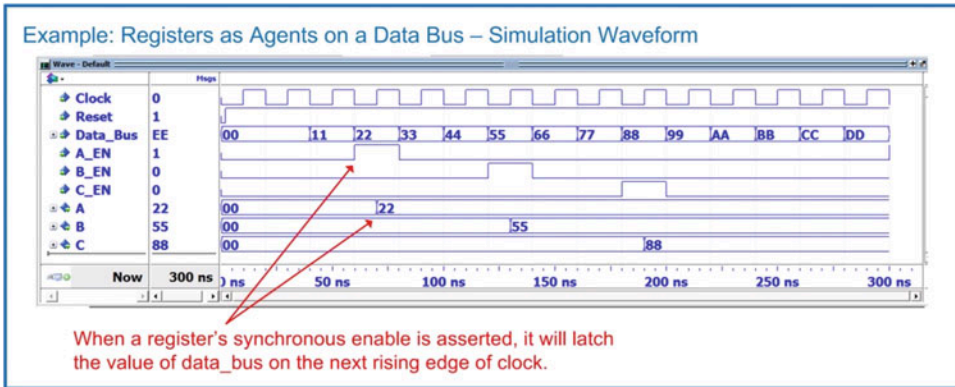 Example: Registers as Agents on a Data Bus – Simulation Waveform
Wave - Default
Msgs
Clock 0
Reset 1
Data_Bus EE 00 11 22 33 44 55 66 77 88 99 AA BB CC DD
A_EN 1
B_EN 0
C_EN 0
A 22 00 22
B 55 00 55
C 88 00 88
Now 300 ns 0 ns 50 ns 100 ns 150 ns 200 ns 250 ns 300 ns
When a register's synchronous enable is asserted, it will latch
the value of data_bus on the next rising edge of clock.